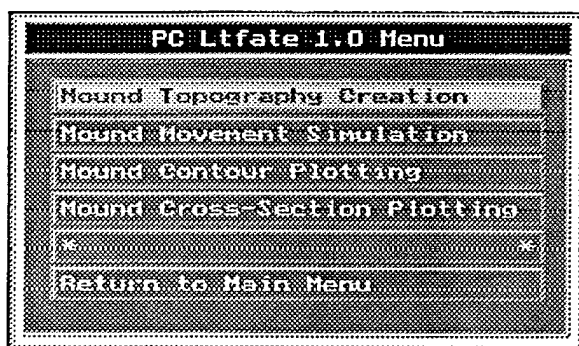 PC Ltfate 1.0 Menu
Mound Topography Creation
Mound Movement Simulation
Mound Contour Plotting
Mound Cross-Section Plotting
* *
Return to Main Menu